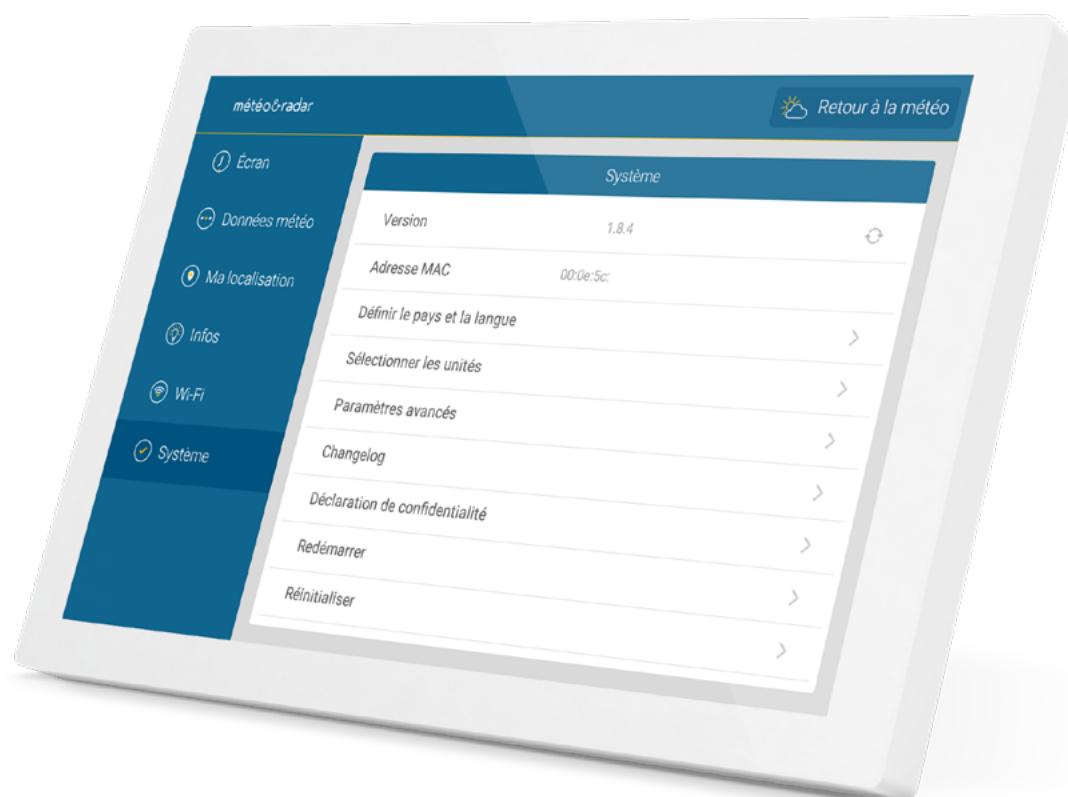 météo&radar
Retour à la météo
Écran
Données météo
Ma localisation
Infos
Wi-Fi
Système
Système
Version 1.8.4
Adresse MAC 00:0e:5c:
Définir le pays et la langue
Sélectionner les unités
Paramètres avancés
Changelog
Déclaration de confidentialité
Redémarrer
Réinitialiser